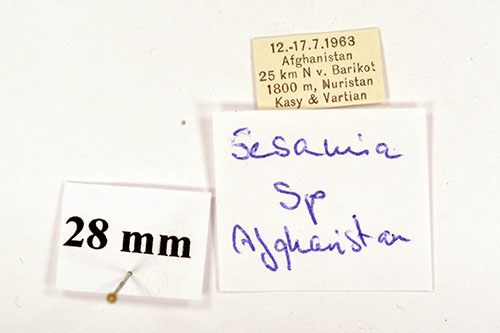 12.-17.7.1963
Afghanistan
25 km N v. Barikot
1800 m, Nuristan
Kasy & Vartian
Sesamia
Sp
Afghanistan
28 mm